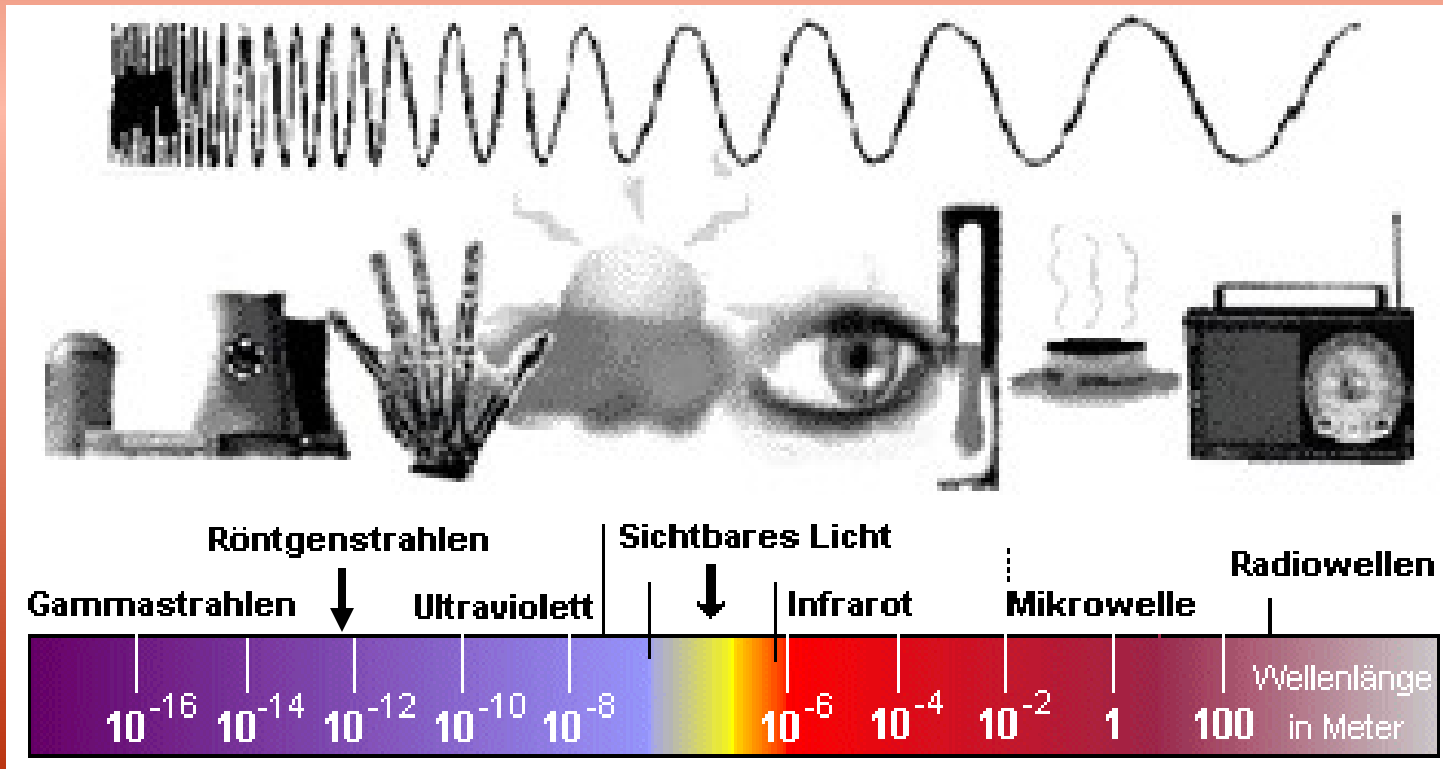 Röntgenstrahlen
Sichtbares Licht
Radiowellen
Gammastrahlen
Ultraviolett
Infrarot
Mikrowelle
10⁻¹⁶ 10⁻¹⁴ 10⁻¹² 10⁻¹⁰ 10⁻⁸ 10⁻⁶ 10⁻⁴ 10⁻² 1 100
Wellenlänge
in Meter